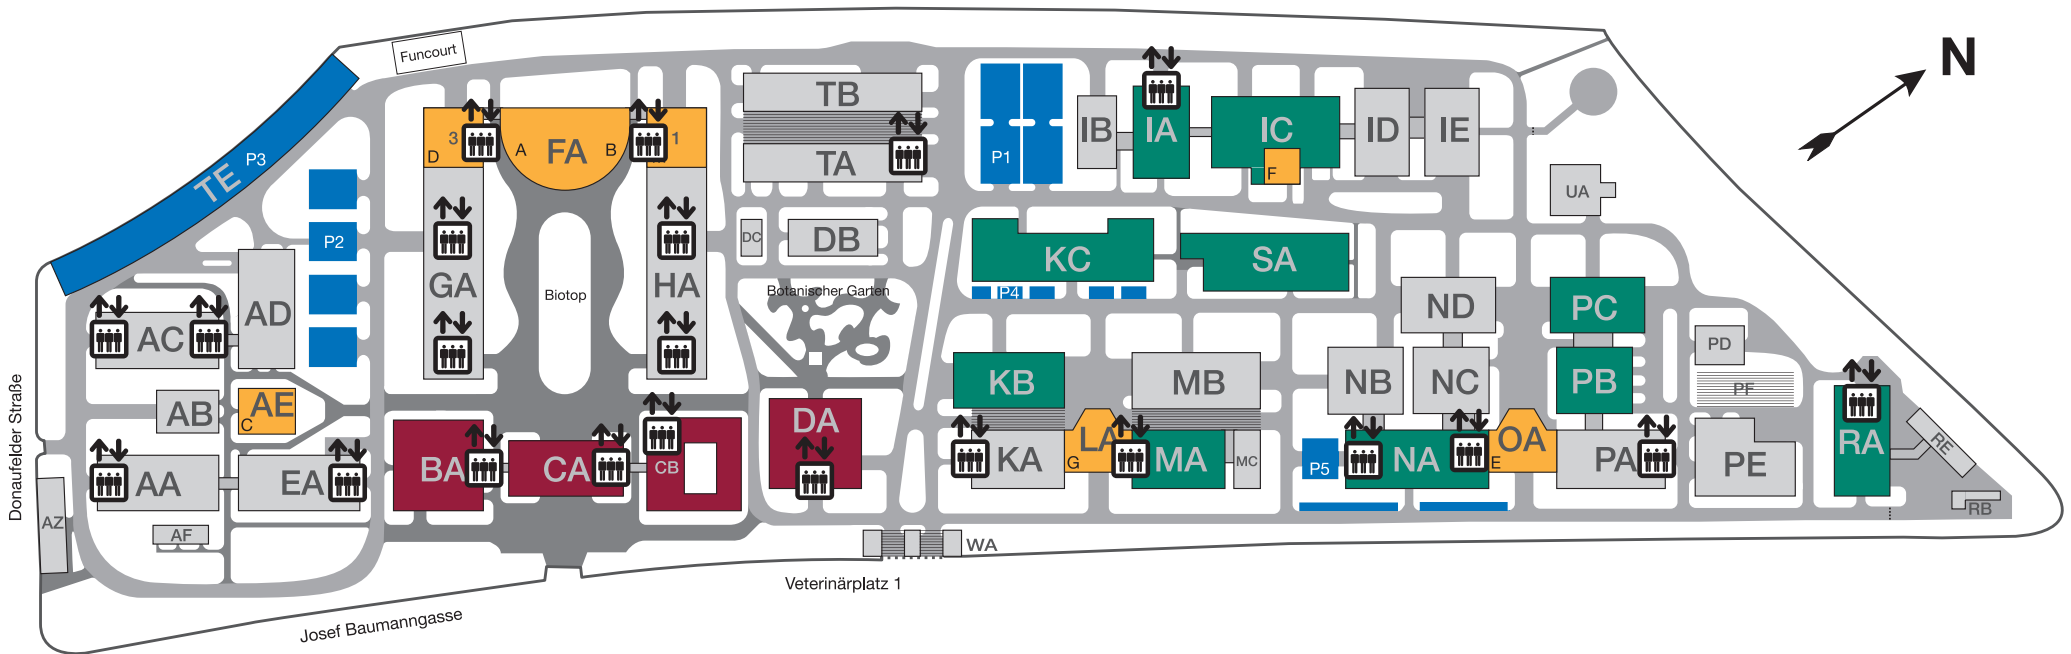 N
Funcourt
TE
P3
P2
3
D
A
FA
B
1
TB
TA
P1
IB
IA
IC
F
ID
IE
UA
GA
Biotop
HA
DC
DB
Botanischer Garten
KC
P4
SA
ND
PC
AC
AD
AB
AE
C
AA
EA
AF
AZ
BA
CA
CB
DA
KB
KA
LA
G
MB
MA
MC
NB
NC
P5
NA
E
OA
PB
PA
PD
PF
PE
RA
RE
RB
WA
Donaufelder Straße
Josef Baumanngasse
Veterinärplatz 1